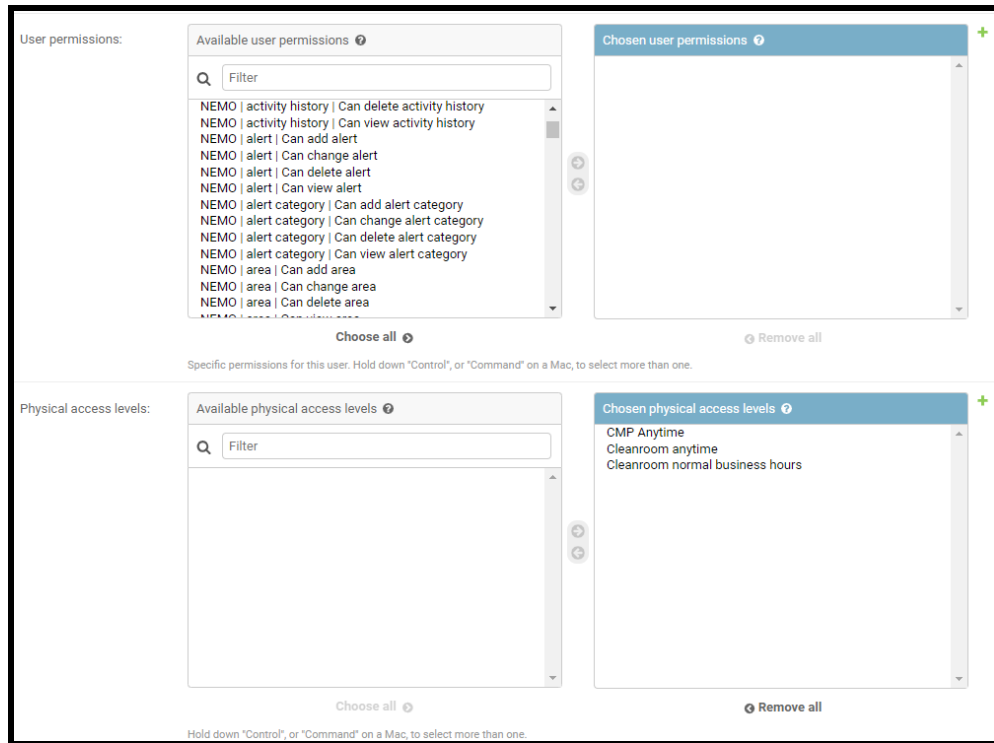 User permissions:
Available user permissions
Chosen user permissions
Filter
NEMO | activity history | Can delete activity history
NEMO | activity history | Can view activity history
NEMO | alert | Can add alert
NEMO | alert | Can change alert
NEMO | alert | Can delete alert
NEMO | alert | Can view alert
NEMO | alert category | Can add alert category
NEMO | alert category | Can change alert category
NEMO | alert category | Can delete alert category
NEMO | alert category | Can view alert category
NEMO | area | Can add area
NEMO | area | Can change area
NEMO | area | Can delete area
NEMO | area | Can view area
Choose all
Remove all
Specific permissions for this user. Hold down "Control", or "Command" on a Mac, to select more than one.
Physical access levels:
Available physical access levels
Chosen physical access levels
Filter
CMP Anytime
Cleanroom anytime
Cleanroom normal business hours
Choose all
Remove all
Hold down "Control", or "Command" on a Mac, to select more than one.